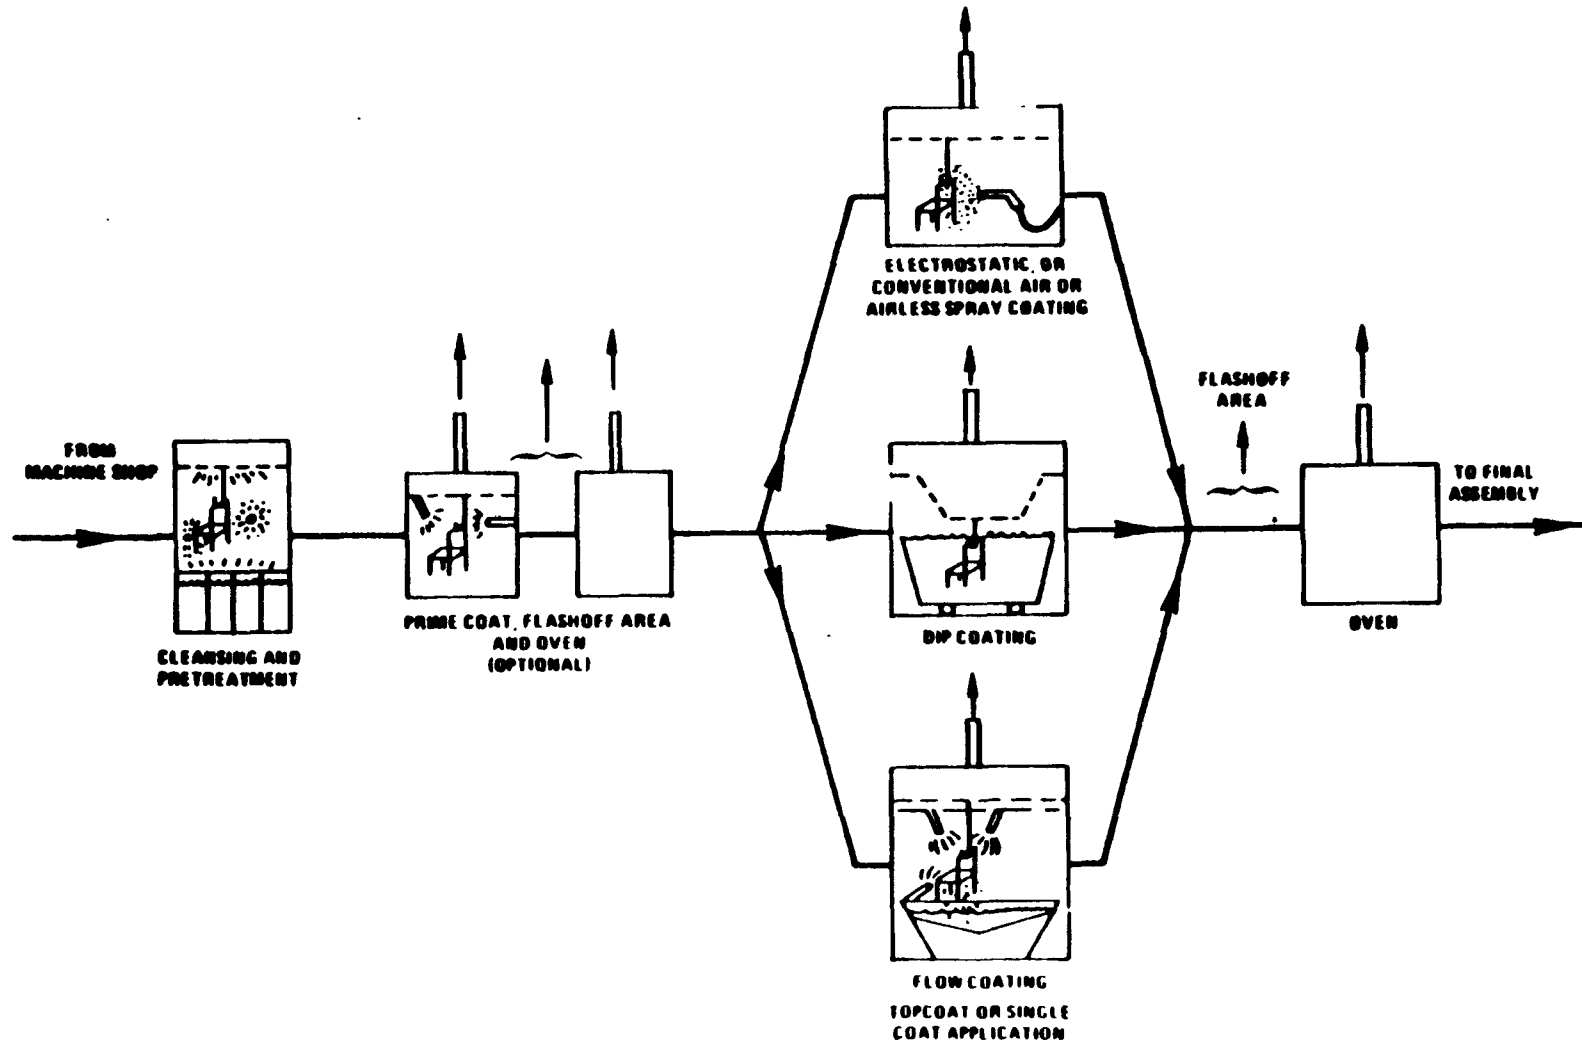 FROM
MACHINE SHOP
CLEANSING AND
PRETREATMENT
PRIME COAT, FLASHOFF AREA
AND OVEN
(OPTIONAL)
ELECTROSTATIC, OR
CONVENTIONAL AIR OR
AIRLESS SPRAY COATING
DIP COATING
FLOW COATING
TOPCOAT OR SINGLE
COAT APPLICATION
FLASHOFF
AREA
OVEN
TO FINAL
ASSEMBLY